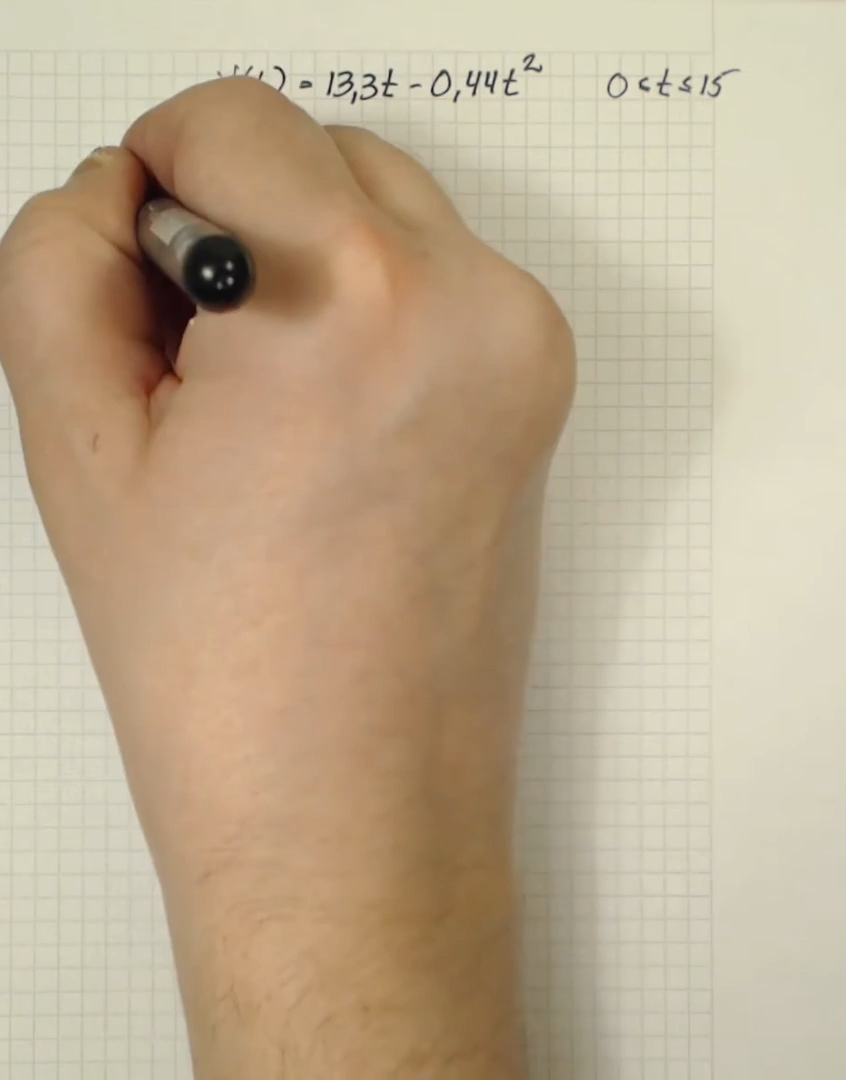 = 13,3t - 0,44t² 0 < t ≤ 15